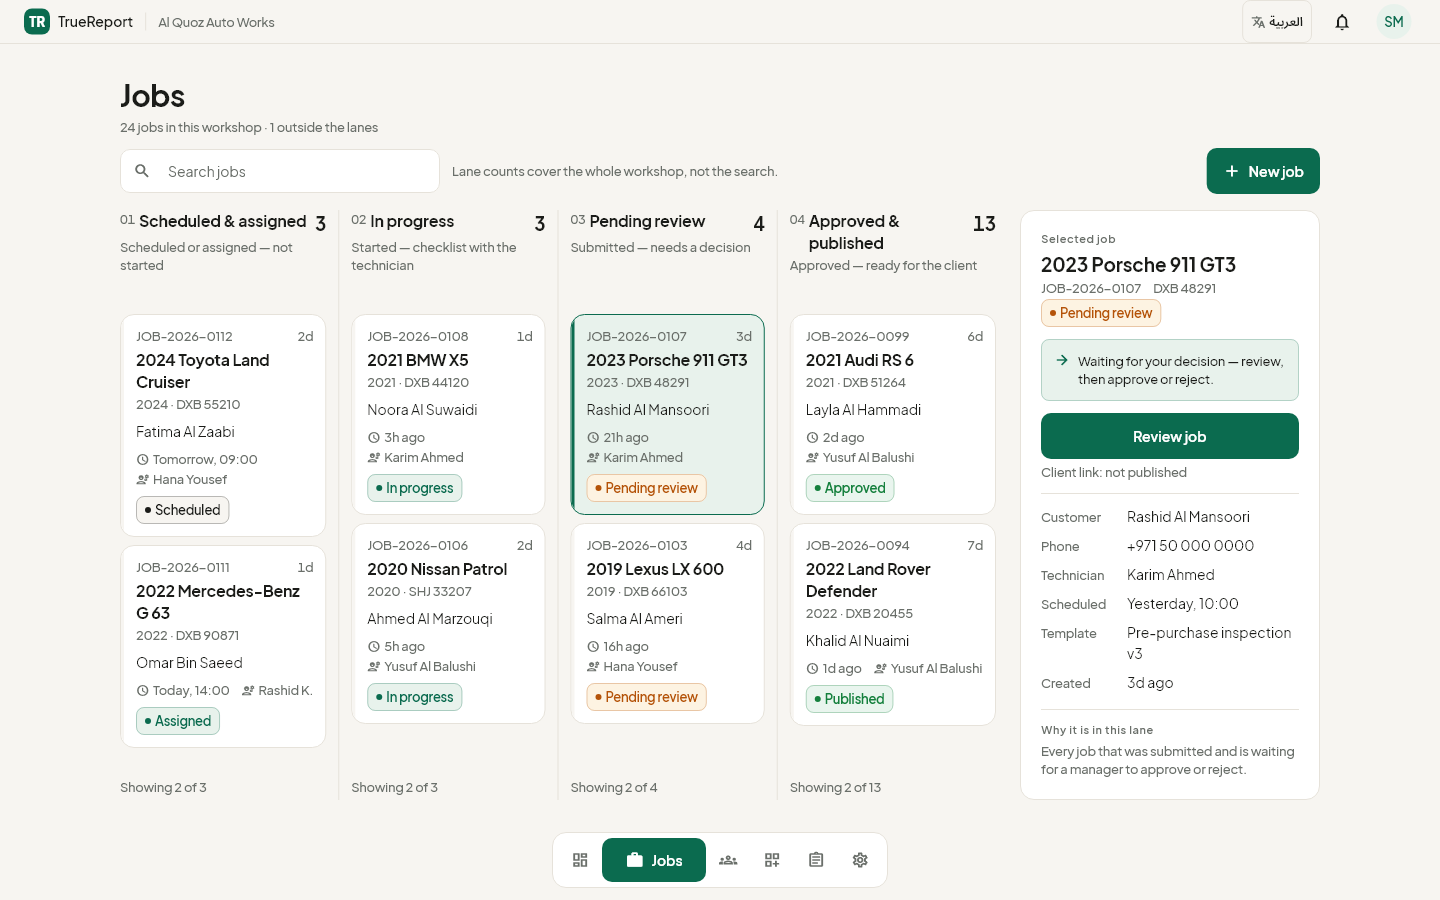 TR TrueReport Al Quoz Auto Works العربية SM
Jobs
24 jobs in this workshop · 1 outside the lanes
Search jobs Lane counts cover the whole workshop, not the search. New job
01 Scheduled & assigned 3
Scheduled or assigned — not
started
JOB-2026-0112 2d
2024 Toyota Land
Cruiser
2024 · DXB 55210
Fatima Al Zaabi
Tomorrow, 09:00
Hana Yousef
Scheduled
JOB-2026-0111 1d
2022 Mercedes-Benz
G 63
2022 · DXB 90871
Omar Bin Saeed
Today, 14:00 Rashid K.
Assigned
Showing 2 of 3
02 In progress 3
Started — checklist with the
technician
JOB-2026-0108 1d
2021 BMW X5
2021 · DXB 44120
Noora Al Suwaidi
3h ago
Karim Ahmed
In progress
JOB-2026-0106 2d
2020 Nissan Patrol
2020 · SHJ 33207
Ahmed Al Marzouqi
5h ago
Yusuf Al Balushi
In progress
Showing 2 of 3
03 Pending review 4
Submitted — needs a decision
JOB-2026-0107 3d
2023 Porsche 911 GT3
2023 · DXB 48291
Rashid Al Mansoori
21h ago
Karim Ahmed
Pending review
JOB-2026-0103 4d
2019 Lexus LX 600
2019 · DXB 66103
Salma Al Ameri
16h ago
Hana Yousef
Pending review
Showing 2 of 4
04 Approved & 13
published
Approved — ready for the client
JOB-2026-0099 6d
2021 Audi RS 6
2021 · DXB 51264
Layla Al Hammadi
2d ago
Yusuf Al Balushi
Approved
JOB-2026-0094 7d
2022 Land Rover
Defender
2022 · DXB 20455
Khalid Al Nuaimi
1d ago Yusuf Al Balushi
Published
Showing 2 of 13
Selected job
2023 Porsche 911 GT3
JOB-2026-0107 DXB 48291
Pending review
Waiting for your decision — review,
then approve or reject.
Review job
Client link: not published
Customer Rashid Al Mansoori
Phone +971 50 000 0000
Technician Karim Ahmed
Scheduled Yesterday, 10:00
Template Pre-purchase inspection
v3
Created 3d ago
Why it is in this lane
Every job that was submitted and is waiting
for a manager to approve or reject.
Jobs